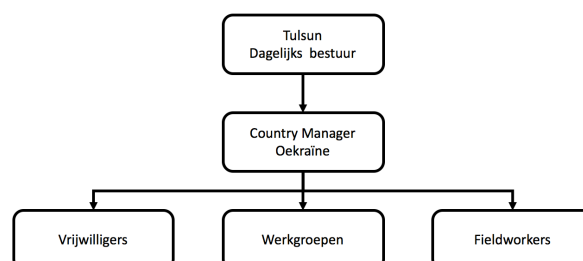 Tulsun
Dagelijks bestuur
Country Manager
Oekraïne
Vrijwilligers
Werkgroepen
Fieldworkers